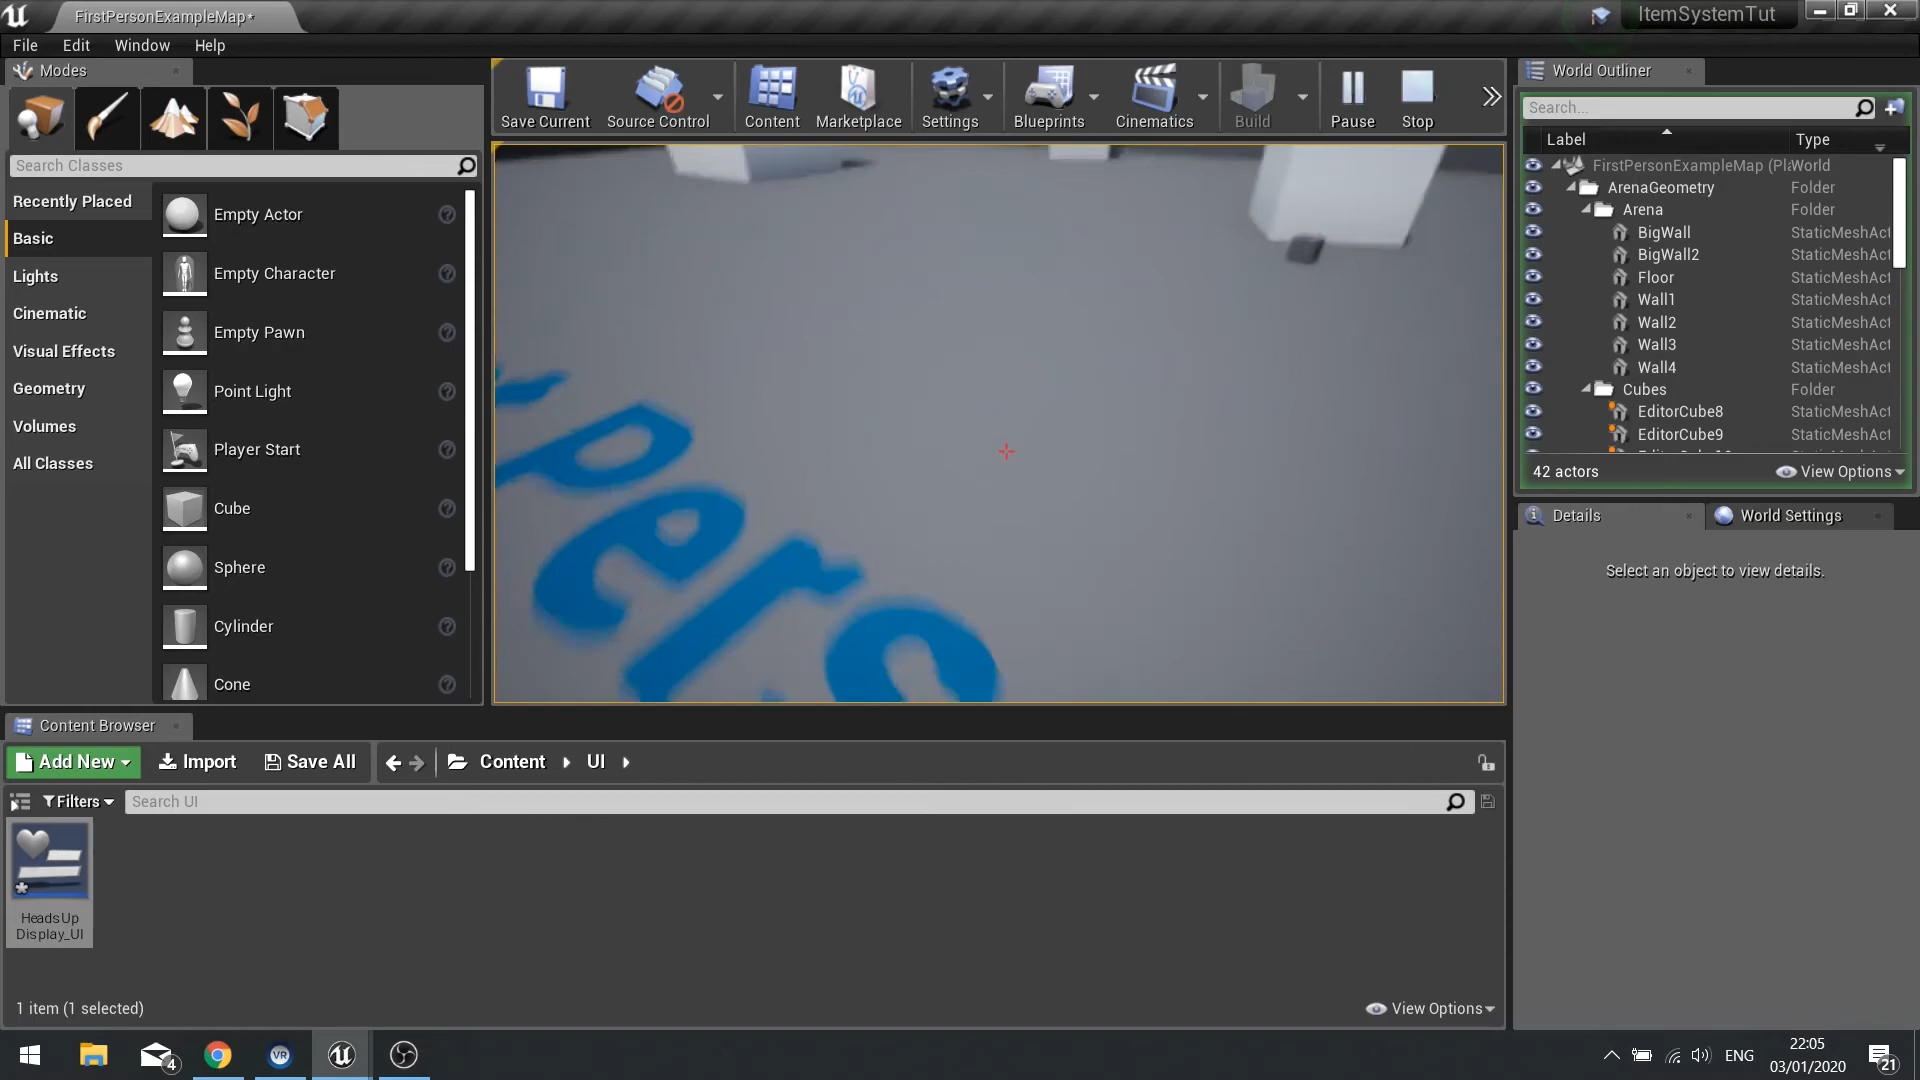 FirstPersonExampleMap*
ItemSystemTut
File
Edit
Window
Help
Modes
Search Classes
Recently Placed
Basic
Lights
Cinematic
Visual Effects
Geometry
Volumes
All Classes
Empty Actor
Empty Character
Empty Pawn
Point Light
Player Start
Cube
Sphere
Cylinder
Cone
Save Current
Source Control
Content
Marketplace
Settings
Blueprints
Cinematics
Build
Pause
Stop
perc
World Outliner
Search...
Label
Type
FirstPersonExampleMap (Pla World
ArenaGeometry Folder
Arena Folder
BigWall StaticMeshAct
BigWall2 StaticMeshAct
Floor StaticMeshAct
Wall1 StaticMeshAct
Wall2 StaticMeshAct
Wall3 StaticMeshAct
Wall4 StaticMeshAct
Cubes Folder
EditorCube8 StaticMeshAct
EditorCube9 StaticMeshAct
42 actors
View Options
Details
World Settings
Select an object to view details.
Content Browser
Add New
Import
Save All
Content
UI
Filters
Search UI
HeadsUp
Display_UI
1 item (1 selected)
View Options
4
VR
ENG
22:05
03/01/2020
21